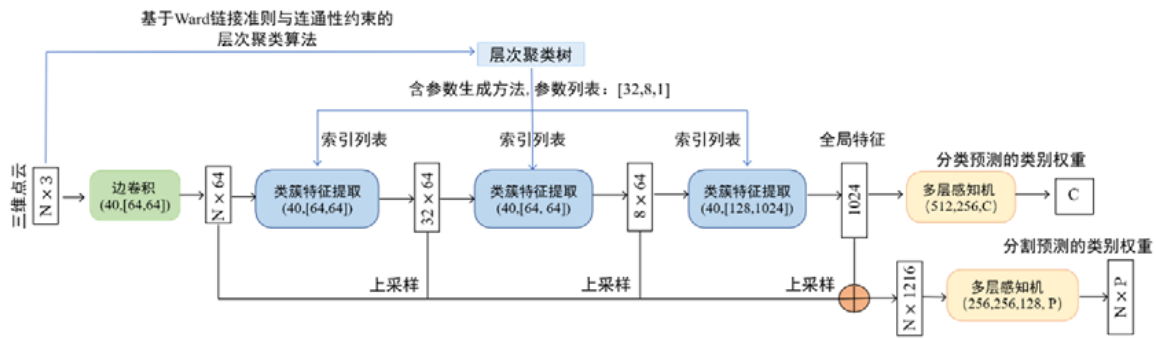 基于Ward链接准则与连通性约束的
层次聚类算法
层次聚类树
含参数生成方法, 参数列表：[32,8,1]
索引列表
索引列表
索引列表
全局特征
三维点云
N×3
边卷积
(40,[64,64])
N×64
类簇特征提取
(40,[64,64])
32×64
类簇特征提取
(40,[64, 64])
8×64
类簇特征提取
(40,[128,1024])
1024
多层感知机
(512,256,C)
分类预测的类别权重
C
上采样
上采样
上采样
N×1216
多层感知机
(256,256,128, P)
分割预测的类别权重
N×P